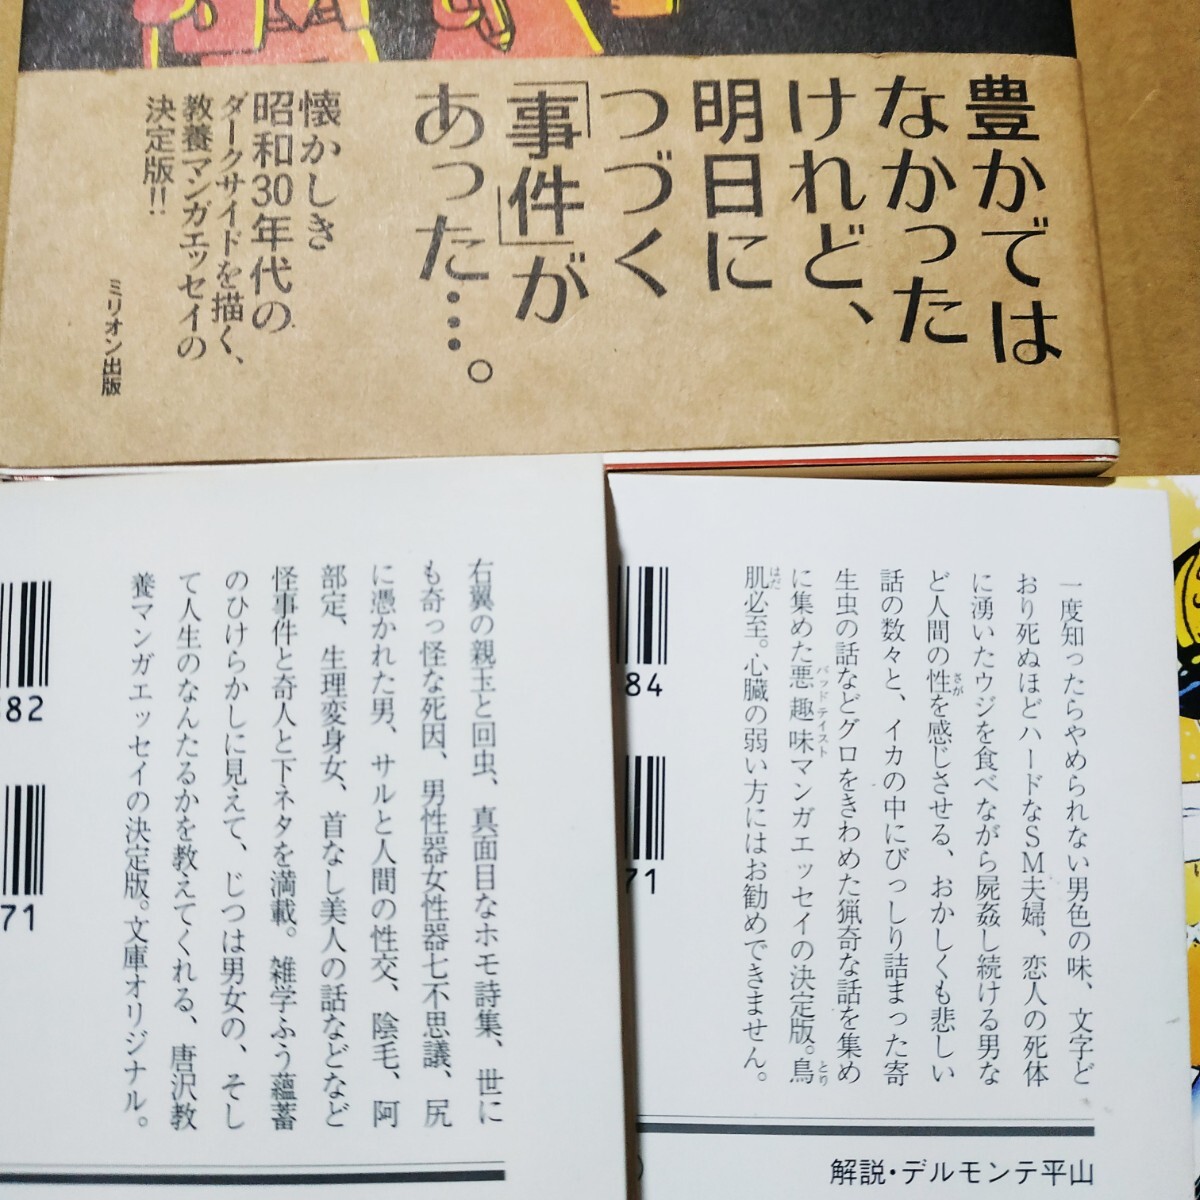 豊かでは
なかった
けれど、
明日に
つづく
「事件」が
あった…。
懐かしき
昭和30年代の
ダークサイドを描く、
教養マンガエッセイの
決定版!!
ミリオン出版
一度知ったらやめられない男色の味、文字ど
おり死ぬほどハードなSM夫婦、恋人の死体
に湧いたウジを食べながら屍姦し続ける男な
ど人間の性を感じさせる、おかしくも悲しい
さが
話の数々と、イカの中にびっしり詰まった寄
生虫の話などグロをきわめた猟奇な話を集め
に集めた悪趣味マンガエッセイの決定版。鳥
バッドテイスト
とり
肌必至。心臓の弱い方にはお勧めできません。
はだ
84
71
解説・デルモンテ平山
右翼の親玉と回虫、真面目なホモ詩集、世に
も奇っ怪な死因、男性器女性器七不思議、尻
に憑かれた男、サルと人間の性交、陰毛、阿
部定、生理変身女、首なし美人の話などなど
怪事件と奇人と下ネタを満載。雑学ふう蘊蓄
のひけらかしに見えて、じつは男女の、そし
て人生のなんたるかを教えてくれる、唐沢教
養マンガエッセイの決定版。文庫オリジナル。
82
71